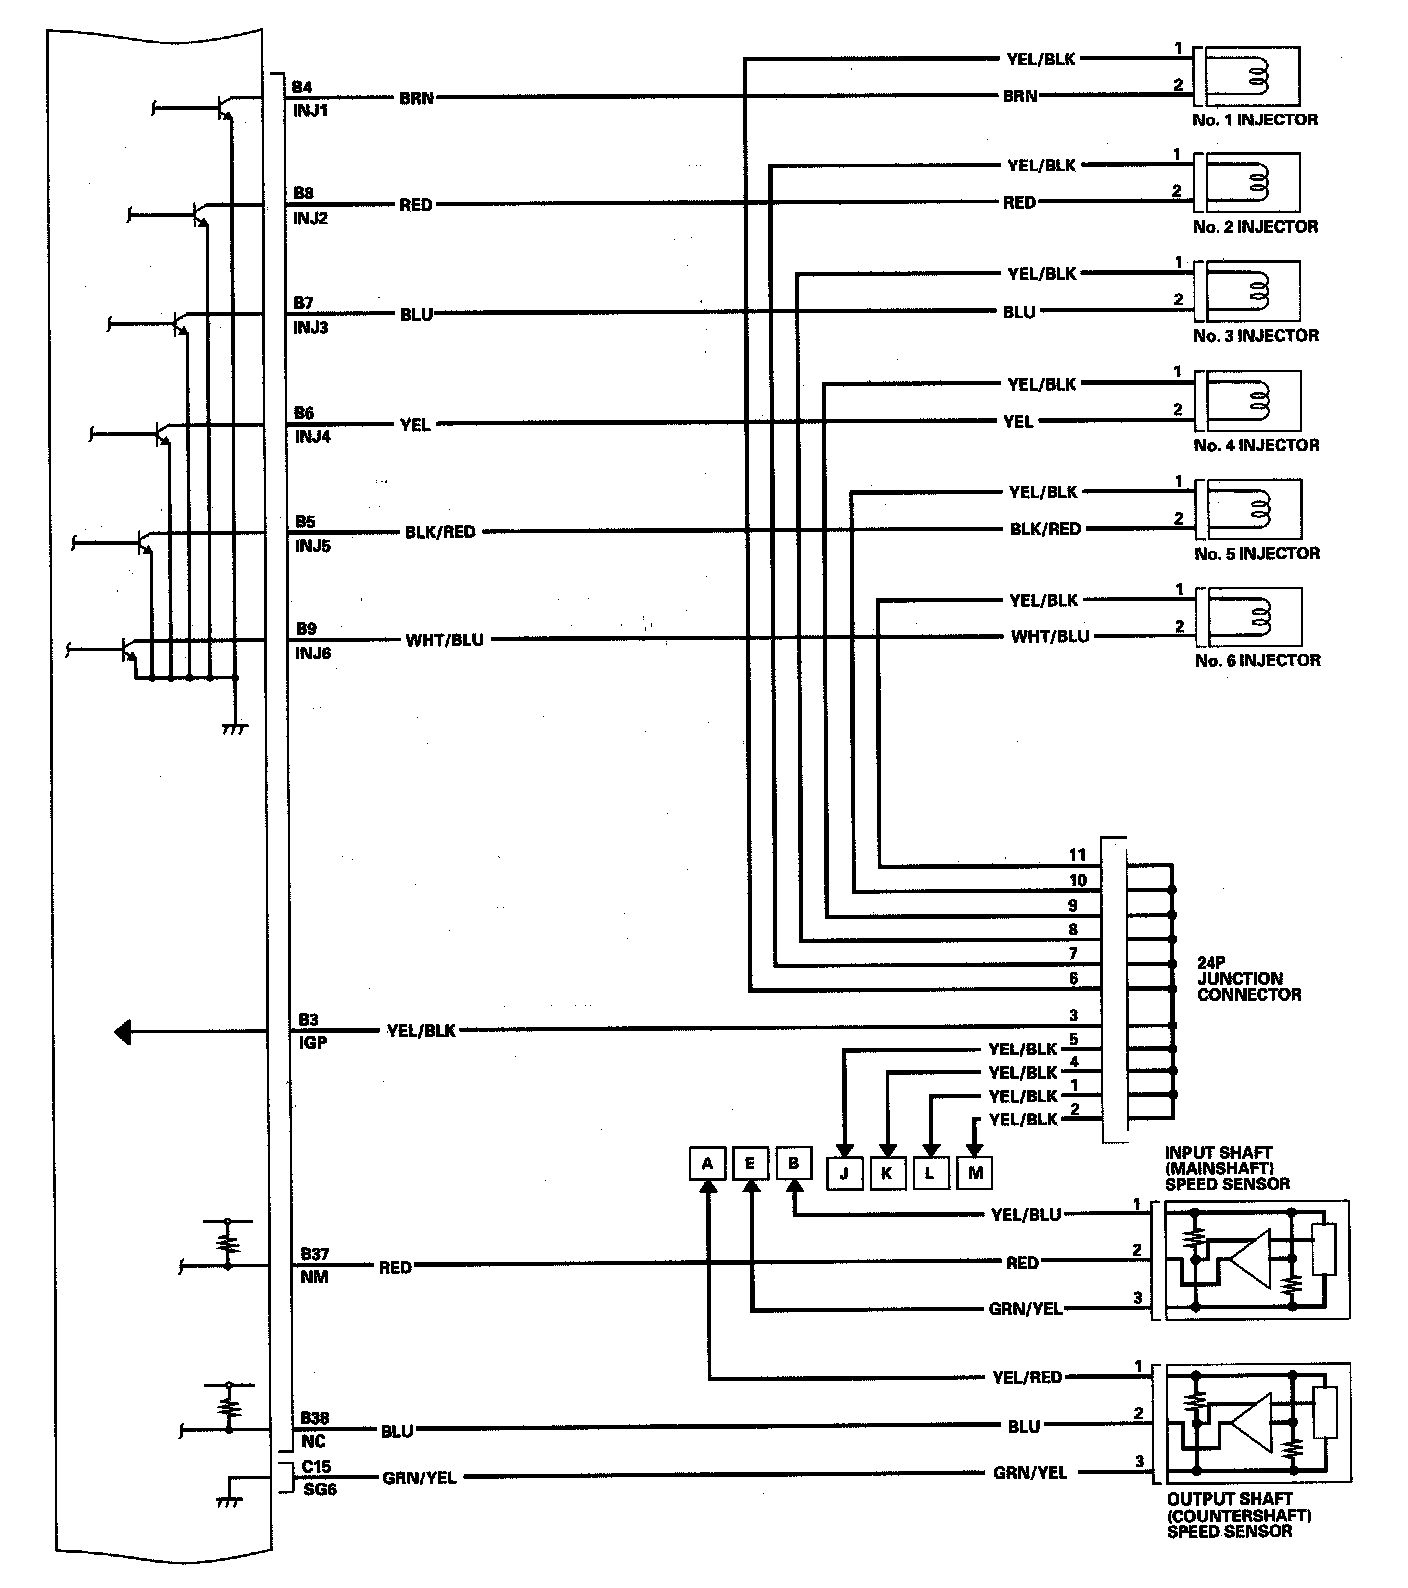 YEL/BLK 1
B4 BRN BRN 2
INJ1
No. 1 INJECTOR
YEL/BLK 1
B8 RED RED 2
INJ2
No. 2 INJECTOR
YEL/BLK 1
B7 BLU BLU 2
INJ3
No. 3 INJECTOR
YEL/BLK 1
B6 YEL YEL 2
INJ4
No. 4 INJECTOR
YEL/BLK 1
B5 BLK/RED BLK/RED 2
INJ5
No. 5 INJECTOR
YEL/BLK 1
B9 WHT/BLU WHT/BLU 2
INJ6
No. 6 INJECTOR
11
10
9
8
7
6
24P
JUNCTION
CONNECTOR
B3 YEL/BLK 3
IGP
YEL/BLK 5
YEL/BLK 4
YEL/BLK 1
YEL/BLK 2
A E B J K L M
INPUT SHAFT
(MAINSHAFT)
SPEED SENSOR
YEL/BLU 1
B37 RED RED 2
NM
GRN/YEL 3
YEL/RED 1
B38 BLU BLU 2
NC
C15 GRN/YEL GRN/YEL 3
SG6
OUTPUT SHAFT
(COUNTERSHAFT)
SPEED SENSOR